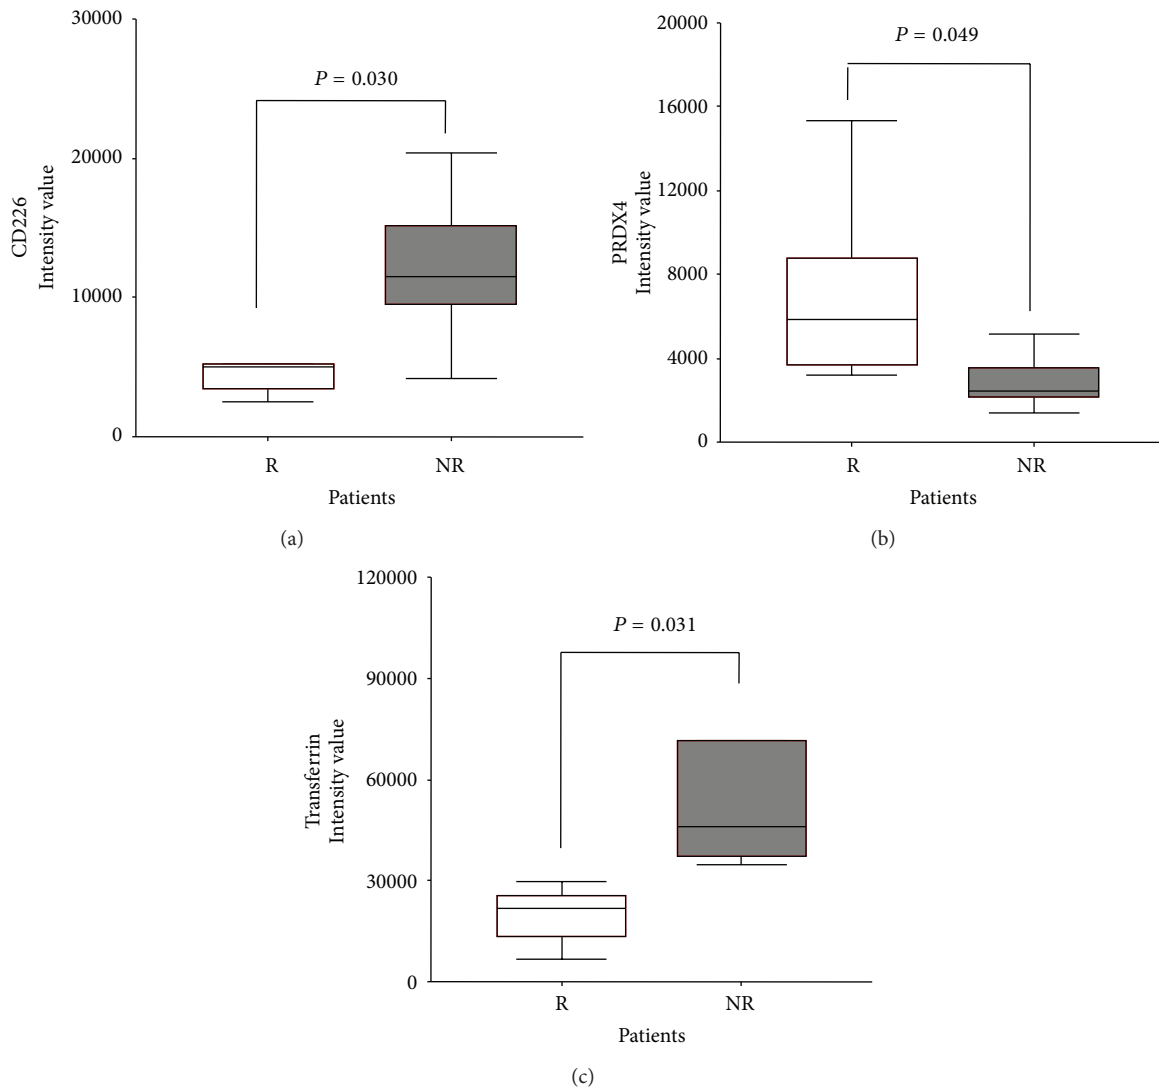 30000
20000
10000
0
CD226
Intensity value
P = 0.030
R
NR
Patients
(a)
20000
16000
12000
8000
4000
0
PRDX4
Intensity value
P = 0.049
R
NR
Patients
(b)
120000
90000
60000
30000
0
Transferrin
Intensity value
P = 0.031
R
NR
Patients
(c)